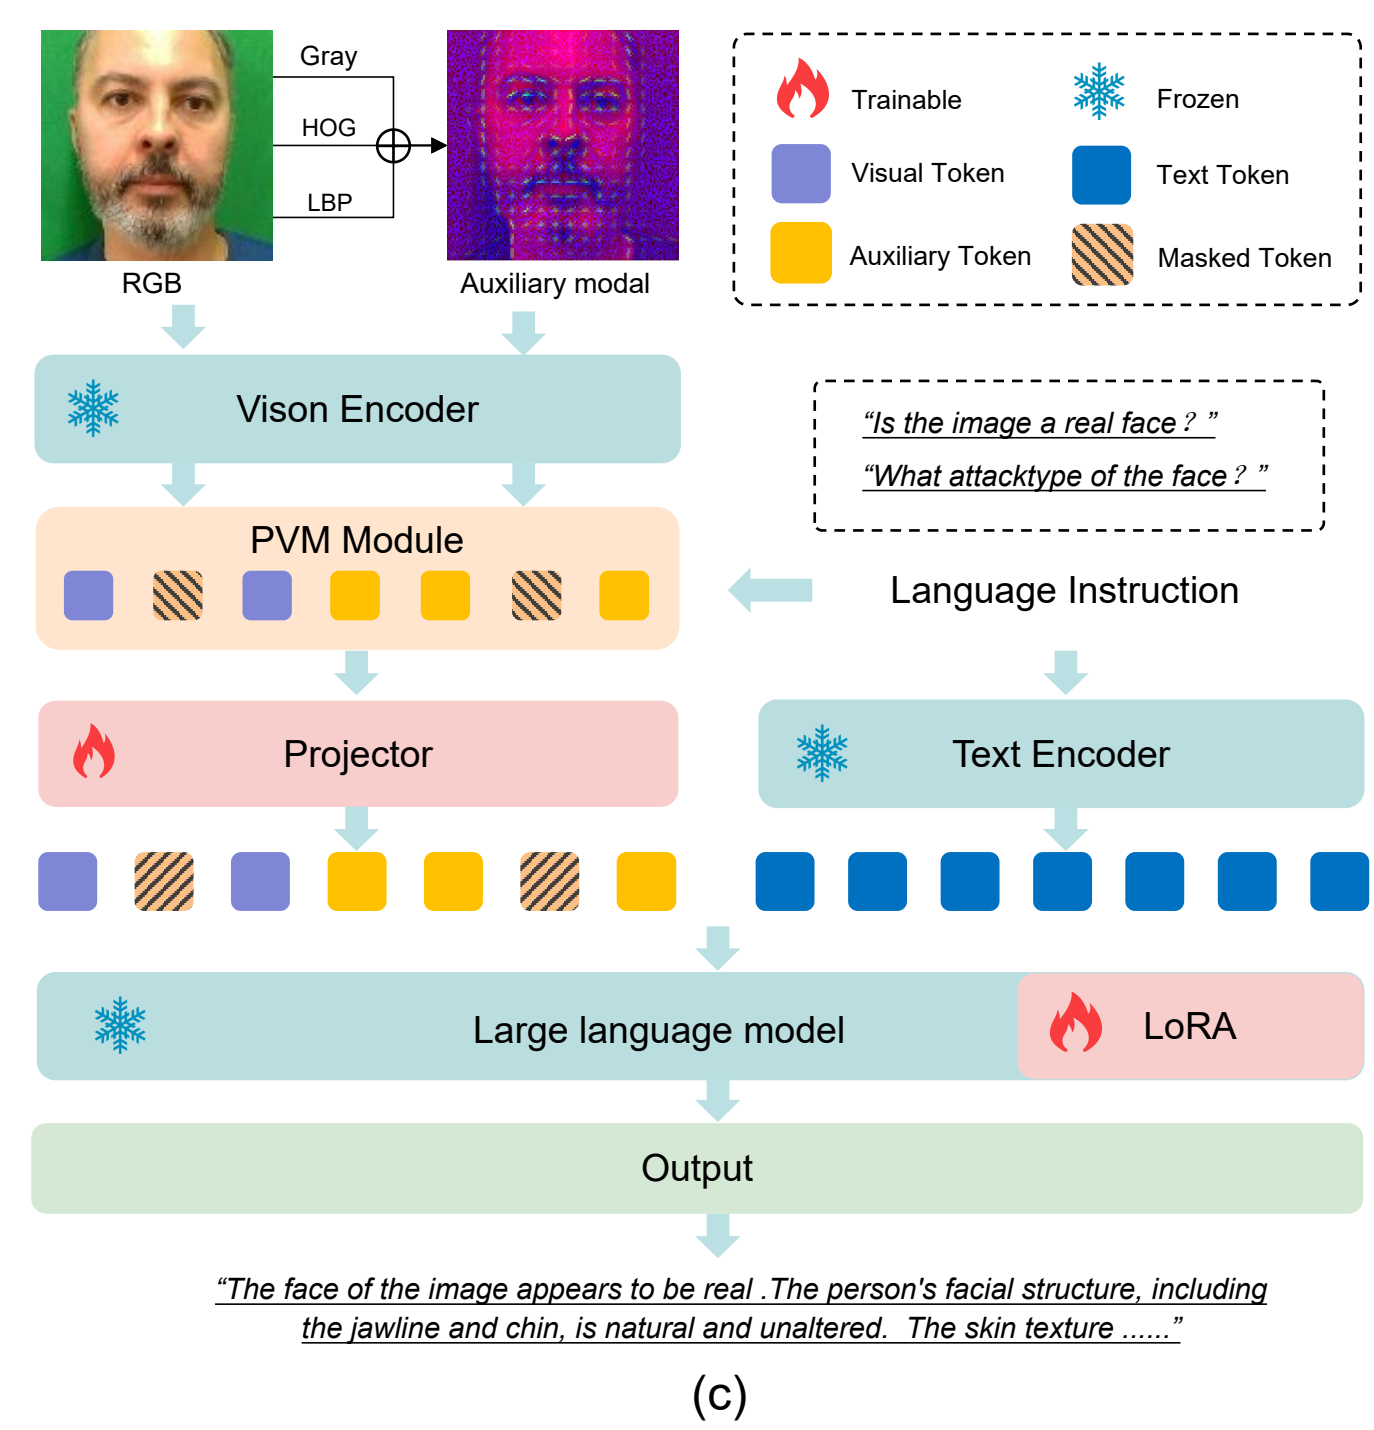 Gray
HOG
LBP
RGB
Auxiliary modal
Trainable
Frozen
Visual Token
Text Token
Auxiliary Token
Masked Token
Vison Encoder
“Is the image a real face？”
“What attacktype of the face？”
PVM Module
Language Instruction
Projector
Text Encoder
Large language model
LoRA
Output
“The face of the image appears to be real .The person's facial structure, including
the jawline and chin, is natural and unaltered. The skin texture ......”
(c)